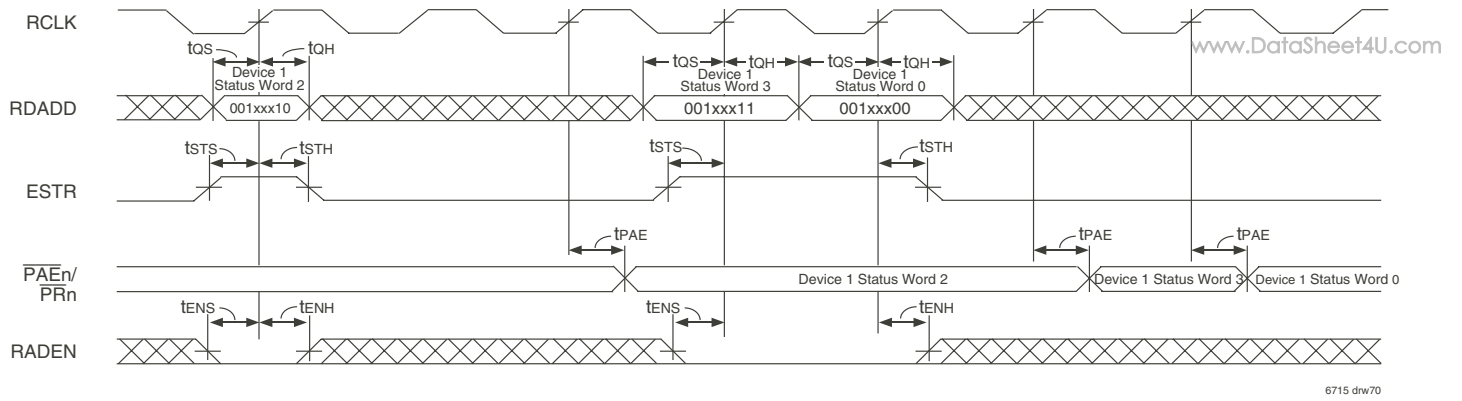 RCLK
www.DataSheet4U.com
tQS
tQH
tQS
tQH
tQS
tQH
Device 1
Status Word 2
Device 1
Status Word 3
Device 1
Status Word 0
RDADD
001xxx10
001xxx11
001xxx00
tSTS
tSTH
tSTS
tSTH
ESTR
tPAE
tPAE
tPAE
PAEn/
PRn
Device 1 Status Word 2
Device 1 Status Word 3
Device 1 Status Word 0
tENS
tENH
tENS
tENH
RADEN
6715 drw70